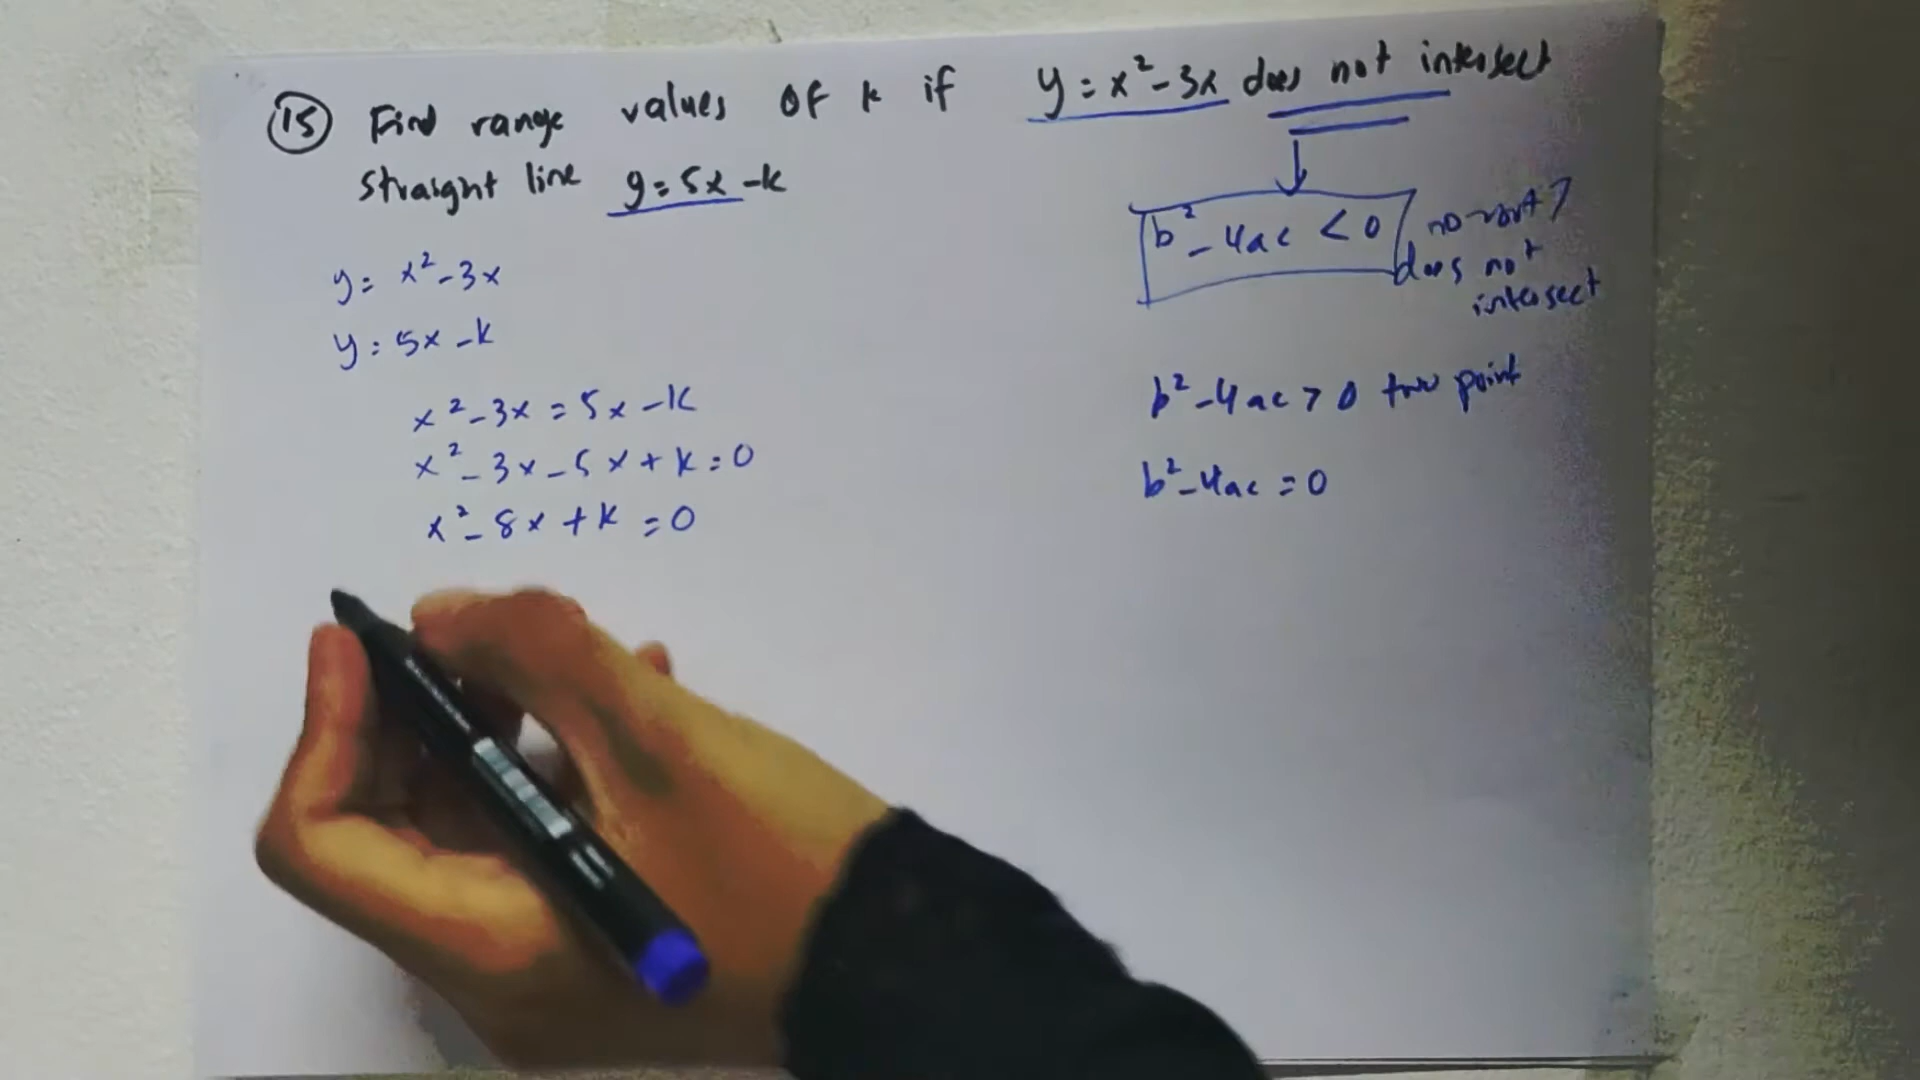 15 Find range values of k if y = x² - 3x does not intersect
straight line y = 5x - k
b² - 4ac < 0 no root?
does not
intersect
y = x² - 3x
y = 5x - k
x² - 3x = 5x - k
x² - 3x - 5x + k = 0
x² - 8x + k = 0
b² - 4ac > 0 two point
b² - 4ac = 0